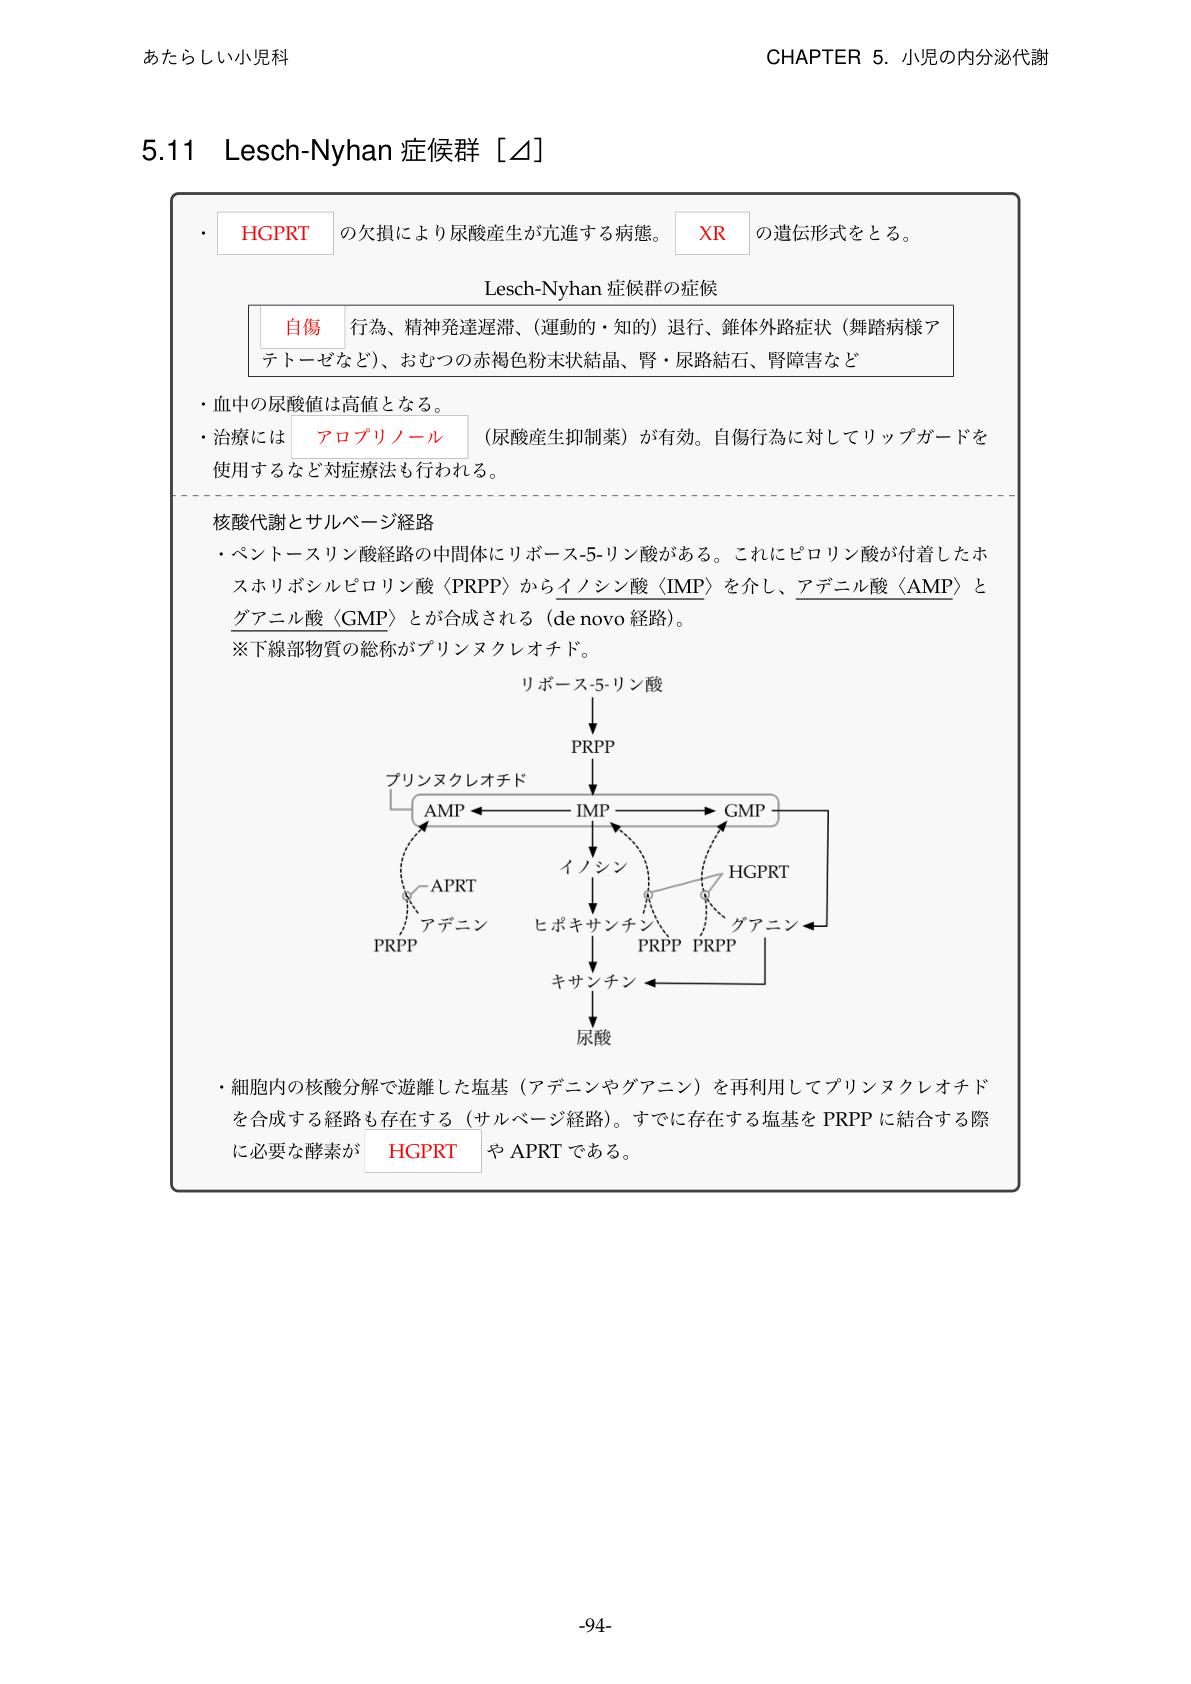 あたらしい小児科
CHAPTER 5. 小児の内分泌代謝
5.11 Lesch-Nyhan 症候群［⊿］
・ HGPRT の欠損により尿酸産生が亢進する病態。 XR の遺伝形式をとる。
Lesch-Nyhan 症候群の症候
自傷 行為、精神発達遅滞、（運動的・知的）退行、錐体外路症状（舞踏病様ア
テトーゼなど）、おむつの赤褐色粉末状結晶、腎・尿路結石、腎障害など
・血中の尿酸値は高値となる。
・治療には アロプリノール （尿酸産生抑制薬）が有効。自傷行為に対してリップガードを
使用するなど対症療法も行われる。
核酸代謝とサルベージ経路
・ペントースリン酸経路の中間体にリボース-5-リン酸がある。これにピロリン酸が付着したホ
スホリボシルピロリン酸〈PRPP〉からイノシン酸〈IMP〉を介し、アデニル酸〈AMP〉と
グアニル酸〈GMP〉とが合成される（de novo 経路）。
※下線部物質の総称がプリンヌクレオチド。
リボース-5-リン酸
PRPP
プリンヌクレオチド
AMP IMP GMP
イノシン
HGPRT
APRT
アデニン ヒポキサンチン グアニン
PRPP PRPP PRPP
キサンチン
尿酸
・細胞内の核酸分解で遊離した塩基（アデニンやグアニン）を再利用してプリンヌクレオチド
を合成する経路も存在する（サルベージ経路）。すでに存在する塩基を PRPP に結合する際
に必要な酵素が HGPRT や APRT である。
-94-